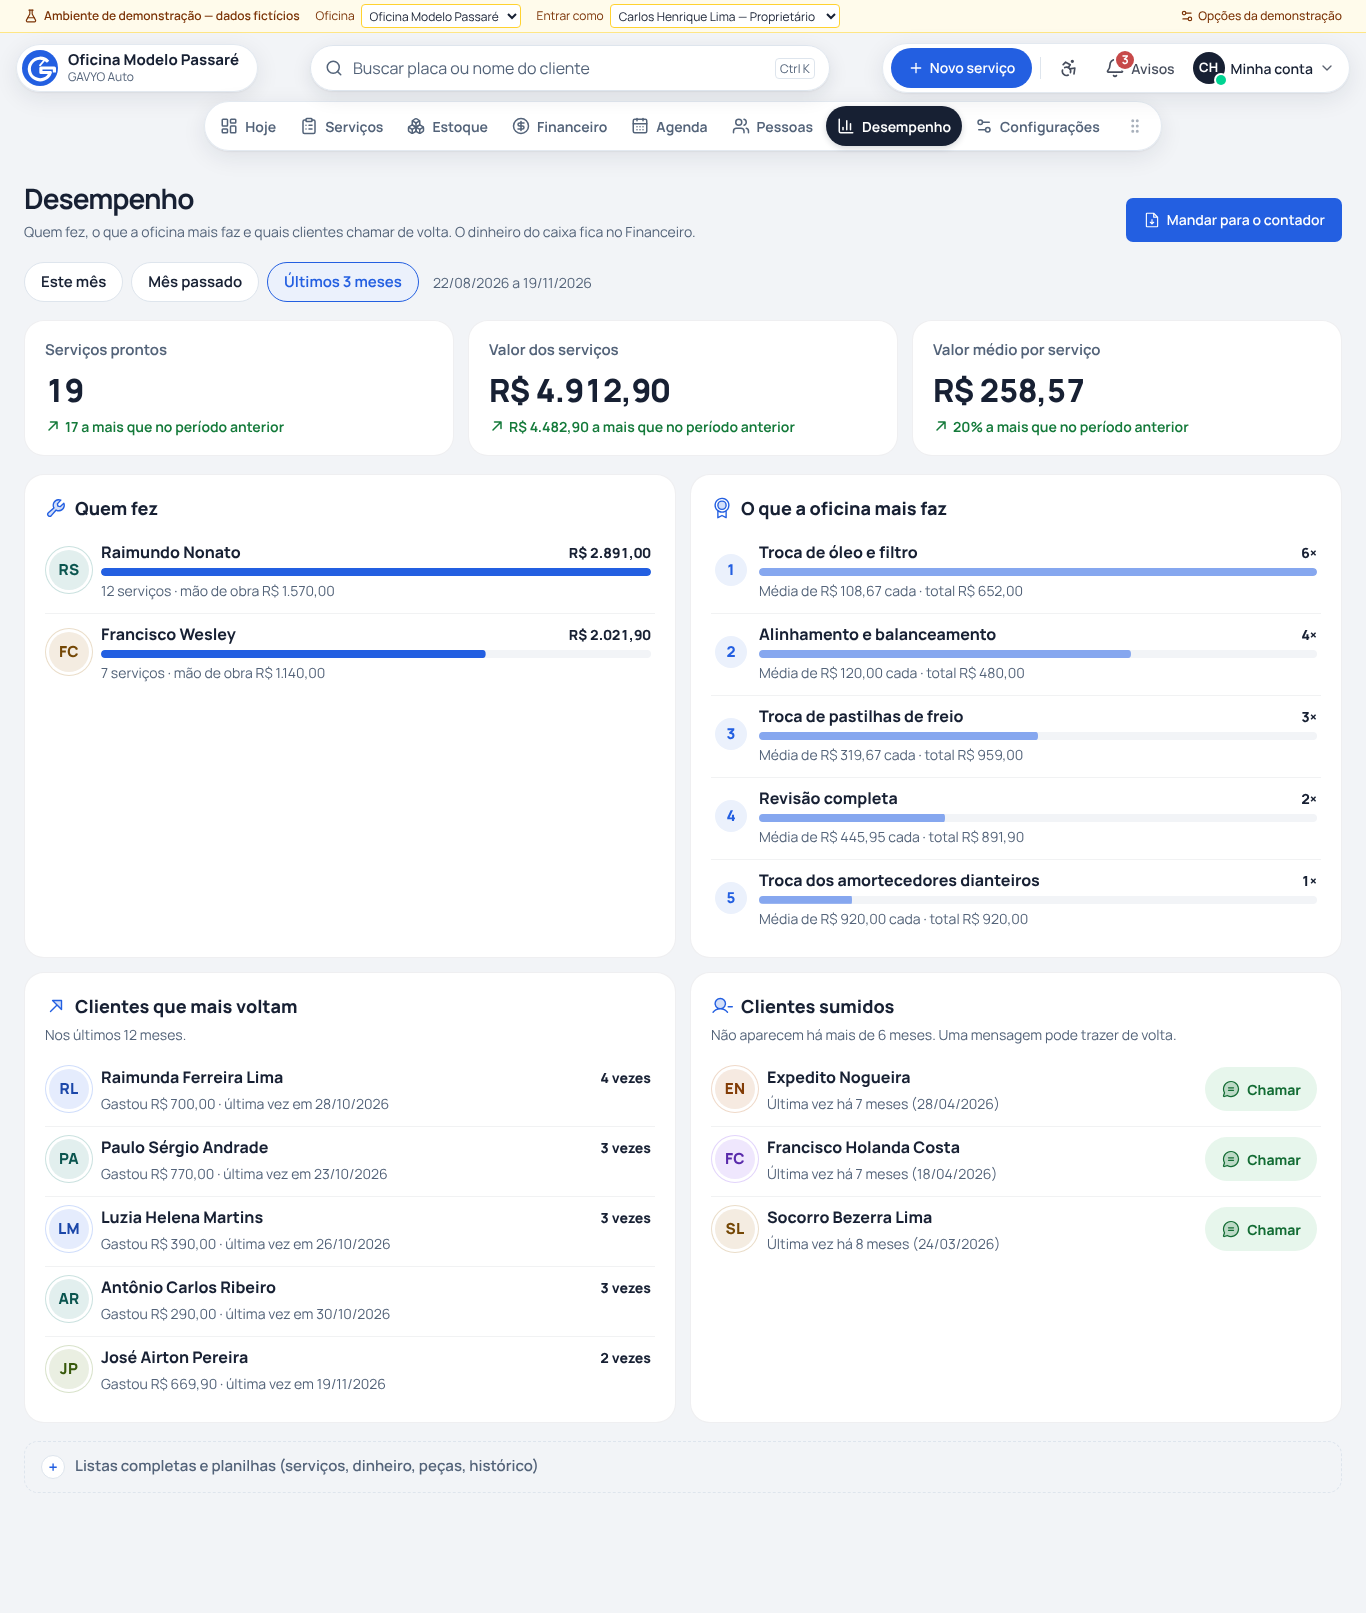 Ambiente de demonstração — dados fictícios Oficina Oficina Modelo Passaré Entrar como Carlos Henrique Lima — Proprietário Opções da demonstração
Oficina Modelo Passaré
GAVYO Auto
Buscar placa ou nome do cliente Ctrl K
Novo serviço
3
Avisos
CH
Minha conta
Hoje Serviços Estoque Financeiro Agenda Pessoas Desempenho Configurações
Desempenho
Quem fez, o que a oficina mais faz e quais clientes chamar de volta. O dinheiro do caixa fica no Financeiro.
Mandar para o contador
Este mês Mês passado Últimos 3 meses 22/08/2026 a 19/11/2026
Serviços prontos
19
17 a mais que no período anterior
Valor dos serviços
R$ 4.912,90
R$ 4.482,90 a mais que no período anterior
Valor médio por serviço
R$ 258,57
20% a mais que no período anterior
Quem fez
RS
Raimundo Nonato R$ 2.891,00
12 serviços · mão de obra R$ 1.570,00
FC
Francisco Wesley R$ 2.021,90
7 serviços · mão de obra R$ 1.140,00
O que a oficina mais faz
1
Troca de óleo e filtro 6×
Média de R$ 108,67 cada · total R$ 652,00
2
Alinhamento e balanceamento 4×
Média de R$ 120,00 cada · total R$ 480,00
3
Troca de pastilhas de freio 3×
Média de R$ 319,67 cada · total R$ 959,00
4
Revisão completa 2×
Média de R$ 445,95 cada · total R$ 891,90
5
Troca dos amortecedores dianteiros 1×
Média de R$ 920,00 cada · total R$ 920,00
Clientes que mais voltam
Nos últimos 12 meses.
RL
Raimunda Ferreira Lima 4 vezes
Gastou R$ 700,00 · última vez em 28/10/2026
PA
Paulo Sérgio Andrade 3 vezes
Gastou R$ 770,00 · última vez em 23/10/2026
LM
Luzia Helena Martins 3 vezes
Gastou R$ 390,00 · última vez em 26/10/2026
AR
Antônio Carlos Ribeiro 3 vezes
Gastou R$ 290,00 · última vez em 30/10/2026
JP
José Airton Pereira 2 vezes
Gastou R$ 669,90 · última vez em 19/11/2026
Clientes sumidos
Não aparecem há mais de 6 meses. Uma mensagem pode trazer de volta.
EN
Expedito Nogueira
Última vez há 7 meses (28/04/2026)
Chamar
FC
Francisco Holanda Costa
Última vez há 7 meses (18/04/2026)
Chamar
SL
Socorro Bezerra Lima
Última vez há 8 meses (24/03/2026)
Chamar
Listas completas e planilhas (serviços, dinheiro, peças, histórico)